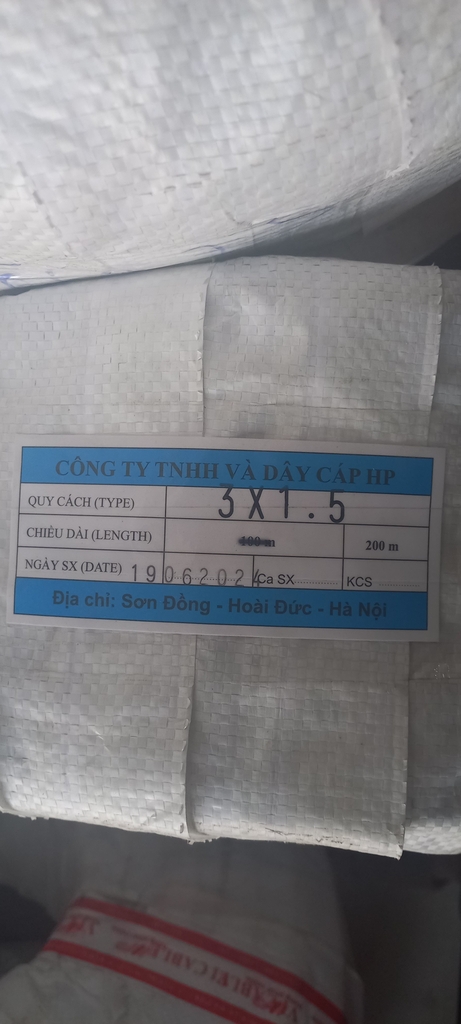 CÔNG TY TNHH VÀ DÂY CÁP HP
QUY CÁCH (TYPE) 3X1.5
CHIỀU DÀI (LENGTH) 100 m 200 m
NGÀY SX (DATE) 19062024 Ca SX KCS
Địa chỉ: Sơn Đồng - Hoài Đức - Hà Nội